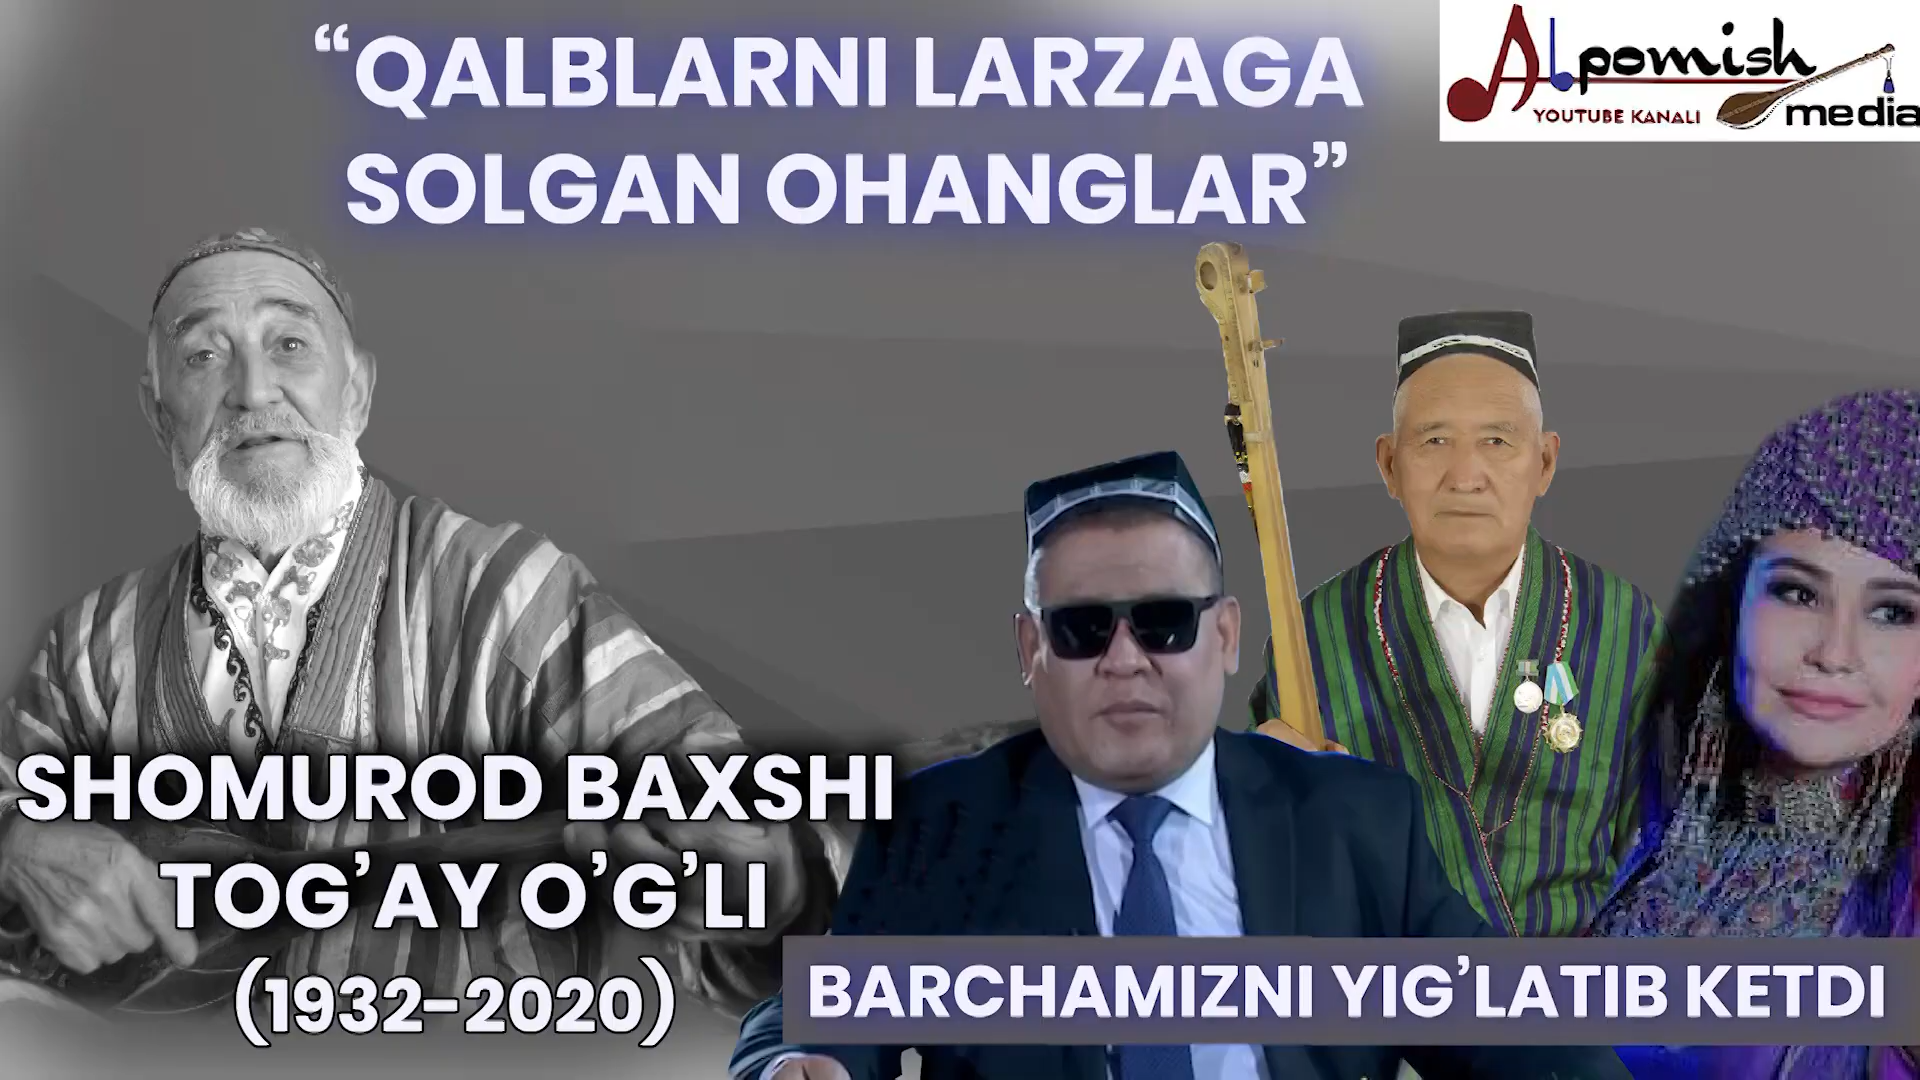 “QALBLARNI LARZAGA
SOLGAN OHANGLAR”
Alpomish
YOUTUBE KANALI
media
SHOMUROD BAXSHI
TOG’AY O’G’LI
(1932-2020)
BARCHAMIZNI YIG’LATIB KETDI